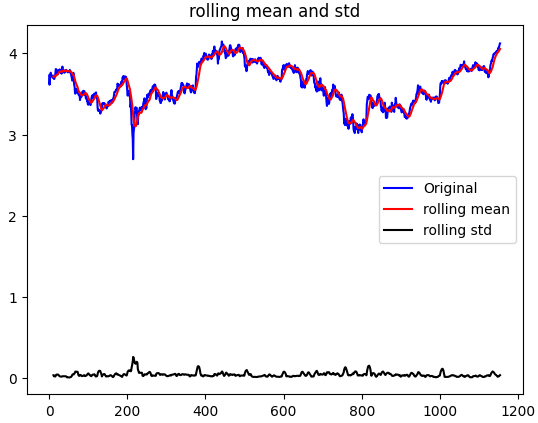 rolling mean and std
4
3
2
1
0
Original
rolling mean
rolling std
0 200 400 600 800 1000 1200